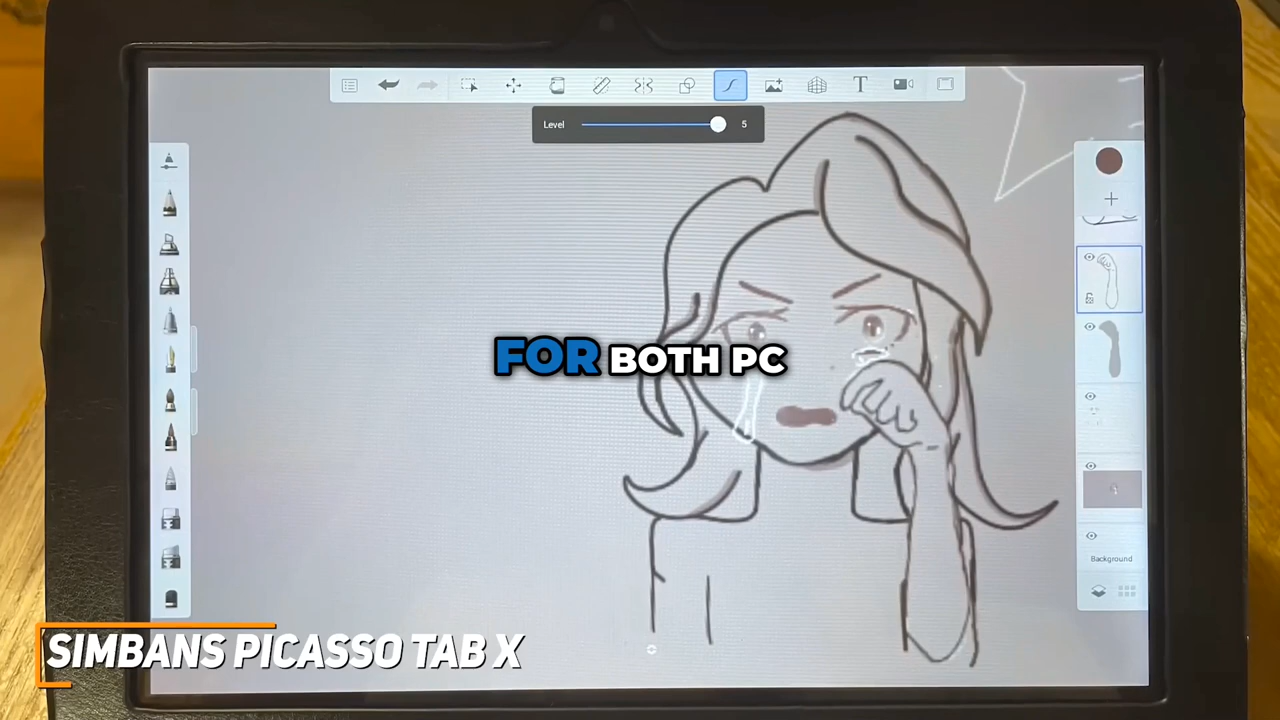 T
Level 5
FOR BOTH PC
Background
SIMBANS PICASSO TAB X